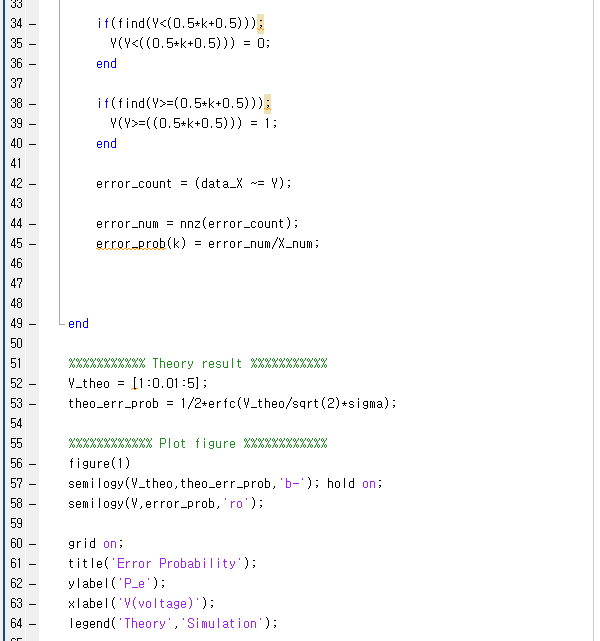 33
34 – if(find(Y<(0.5*k+0.5)));
35 – Y(Y<((0.5*k+0.5))) = 0;
36 – end
37
38 – if(find(Y>=(0.5*k+0.5)));
39 – Y(Y>=((0.5*k+0.5))) = 1;
40 – end
41
42 – error_count = (data_X ~= Y);
43
44 – error_num = nnz(error_count);
45 – error_prob(k) = error_num/X_num;
46
47
48
49 – end
50
51 %%%%%%%%%%% Theory result %%%%%%%%%%%
52 – V_theo = [1:0.01:5];
53 – theo_err_prob = 1/2*erfc(V_theo/sqrt(2)*sigma);
54
55 %%%%%%%%%%%% Plot figure %%%%%%%%%%%%
56 – figure(1)
57 – semilogy(V_theo,theo_err_prob,'b-'); hold on;
58 – semilogy(V,error_prob,'ro');
59
60 – grid on;
61 – title('Error Probability');
62 – ylabel('P_e');
63 – xlabel('V(voltage)');
64 – legend('Theory','Simulation');